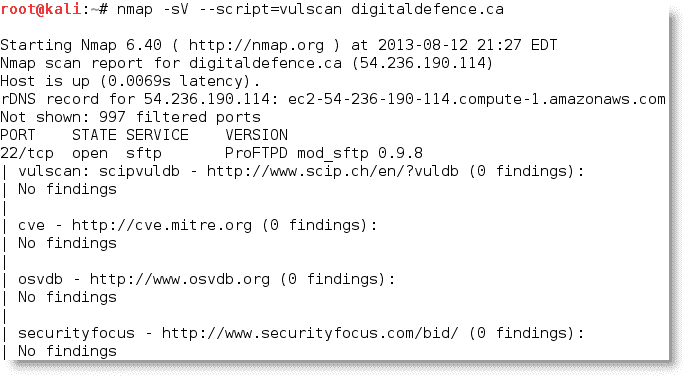 root@kali:~# nmap -sV --script=vulscan digitaldefence.ca
Starting Nmap 6.40 ( http://nmap.org ) at 2013-08-12 21:27 EDT
Nmap scan report for digitaldefence.ca (54.236.190.114)
Host is up (0.0069s latency).
rDNS record for 54.236.190.114: ec2-54-236-190-114.compute-1.amazonaws.com
Not shown: 997 filtered ports
PORT   STATE SERVICE    VERSION
22/tcp  open  sftp       ProFTPD mod_sftp 0.9.8
| vulscan: scipvuldb - http://www.scip.ch/en/?vuldb (0 findings):
| No findings
|
| cve - http://cve.mitre.org (0 findings):
| No findings
|
| osvdb - http://www.osvdb.org (0 findings):
| No findings
|
| securityfocus - http://www.securityfocus.com/bid/ (0 findings):
| No findings